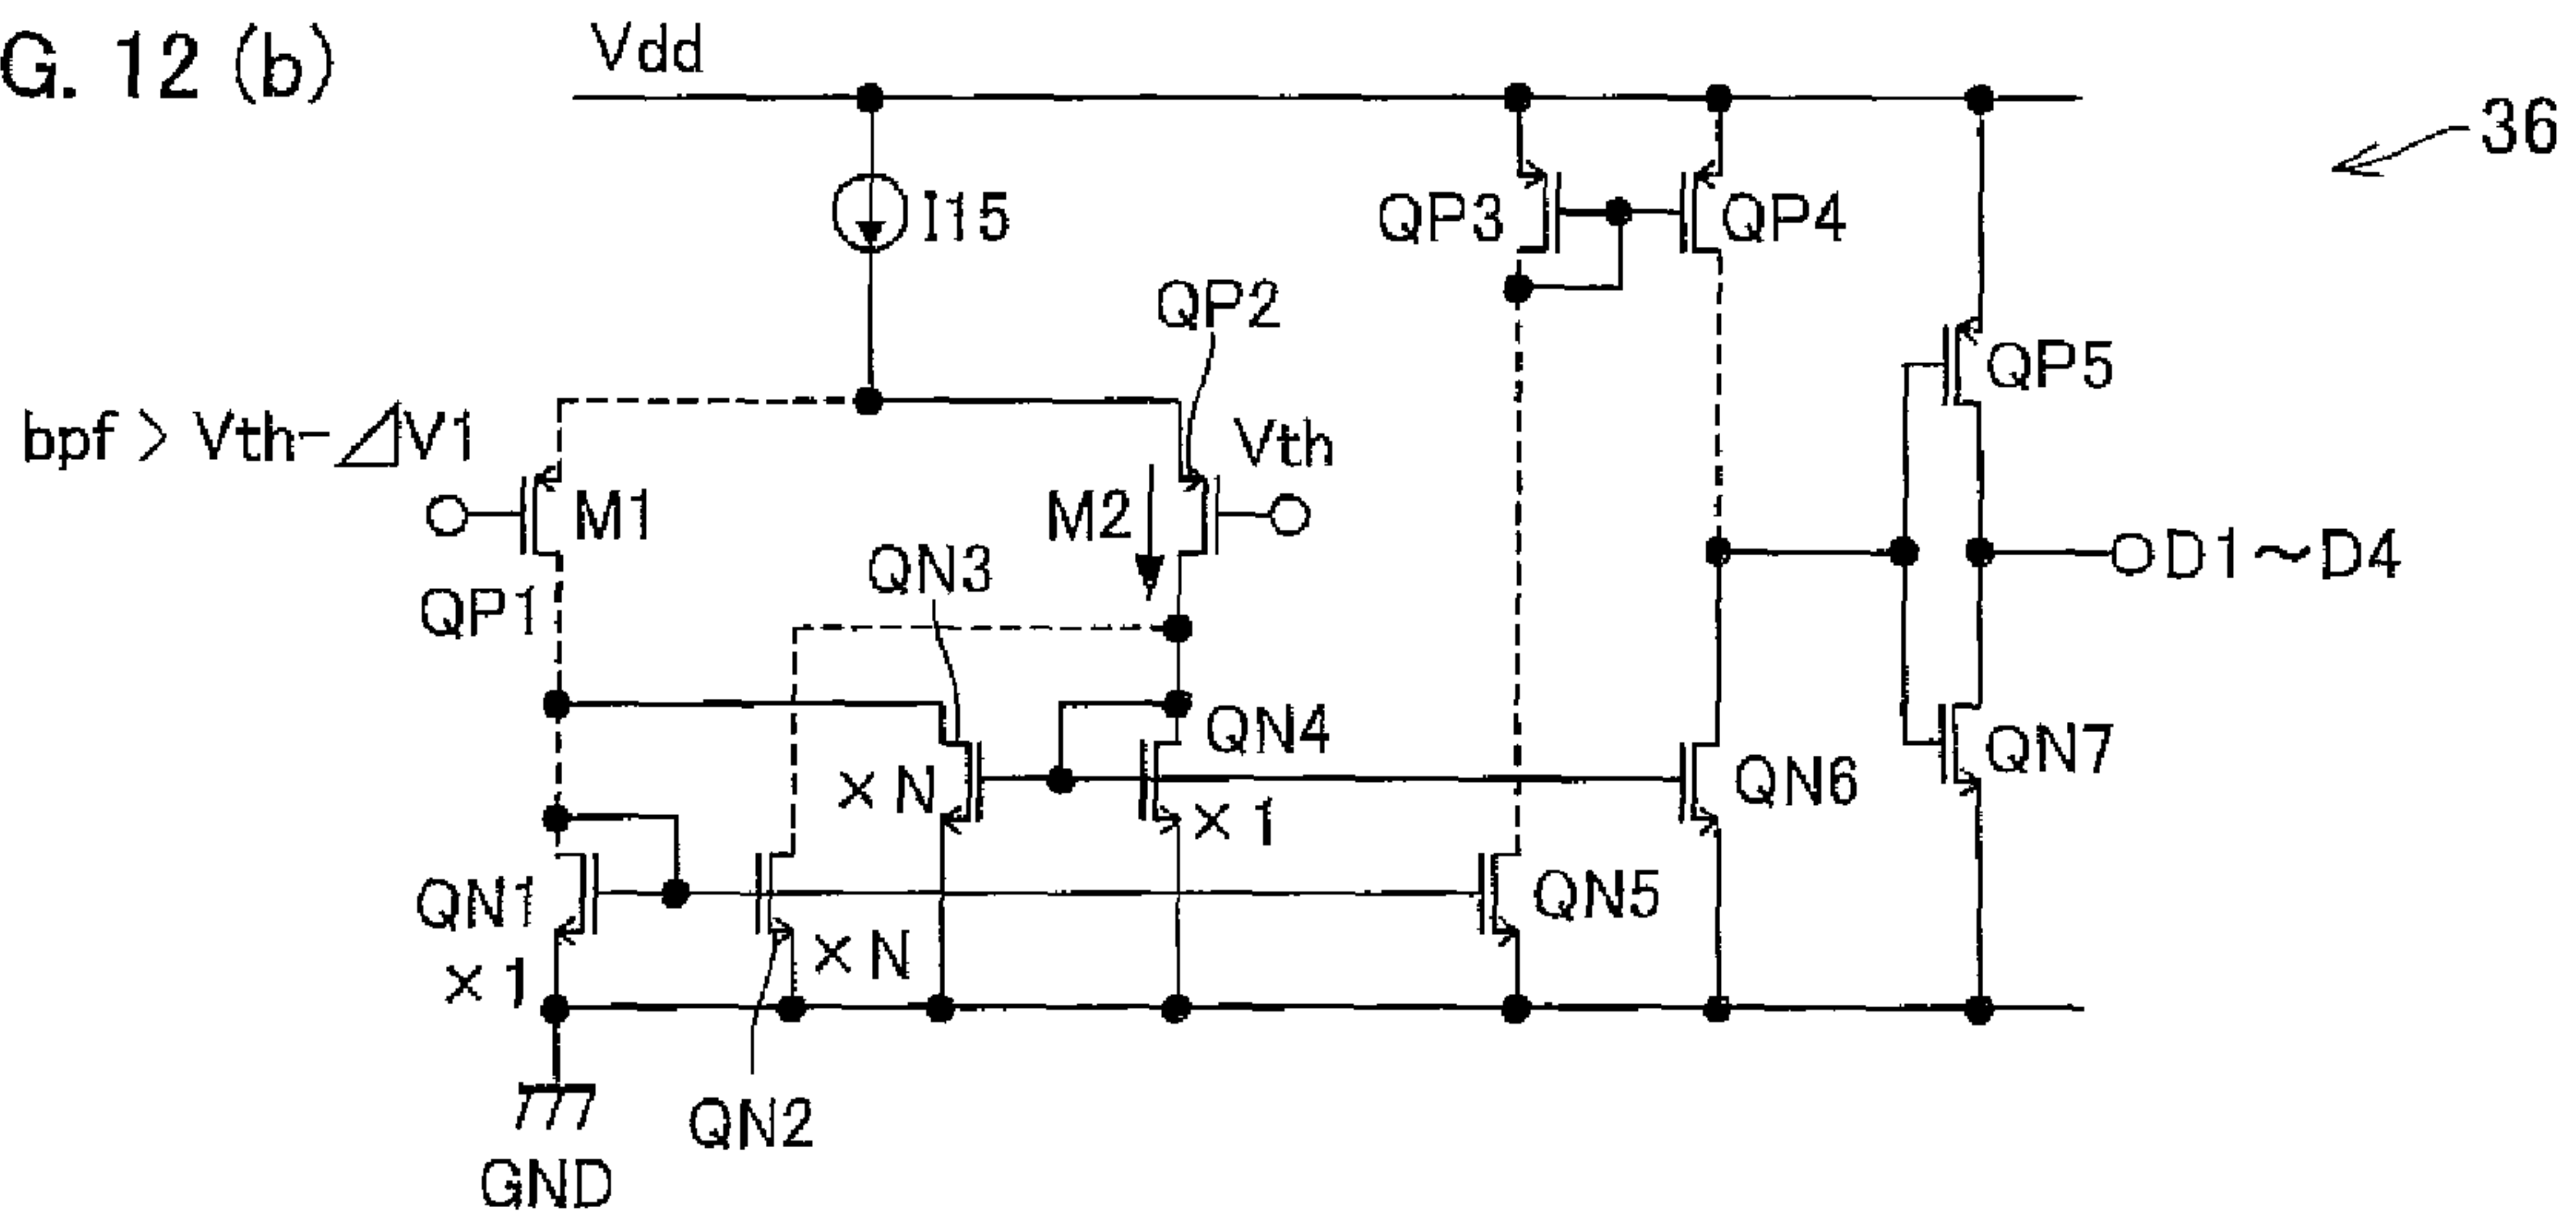 G. 12 (b)
Vdd
36
I15
QP3
QP4
QP2
QP5
bpf > Vth-⊿V1
Vth
M1
M2
QN3
D1～D4
QP1
QN4
×N
×1
QN6
QN7
QN1
×1
×N
QN5
QN2
GND